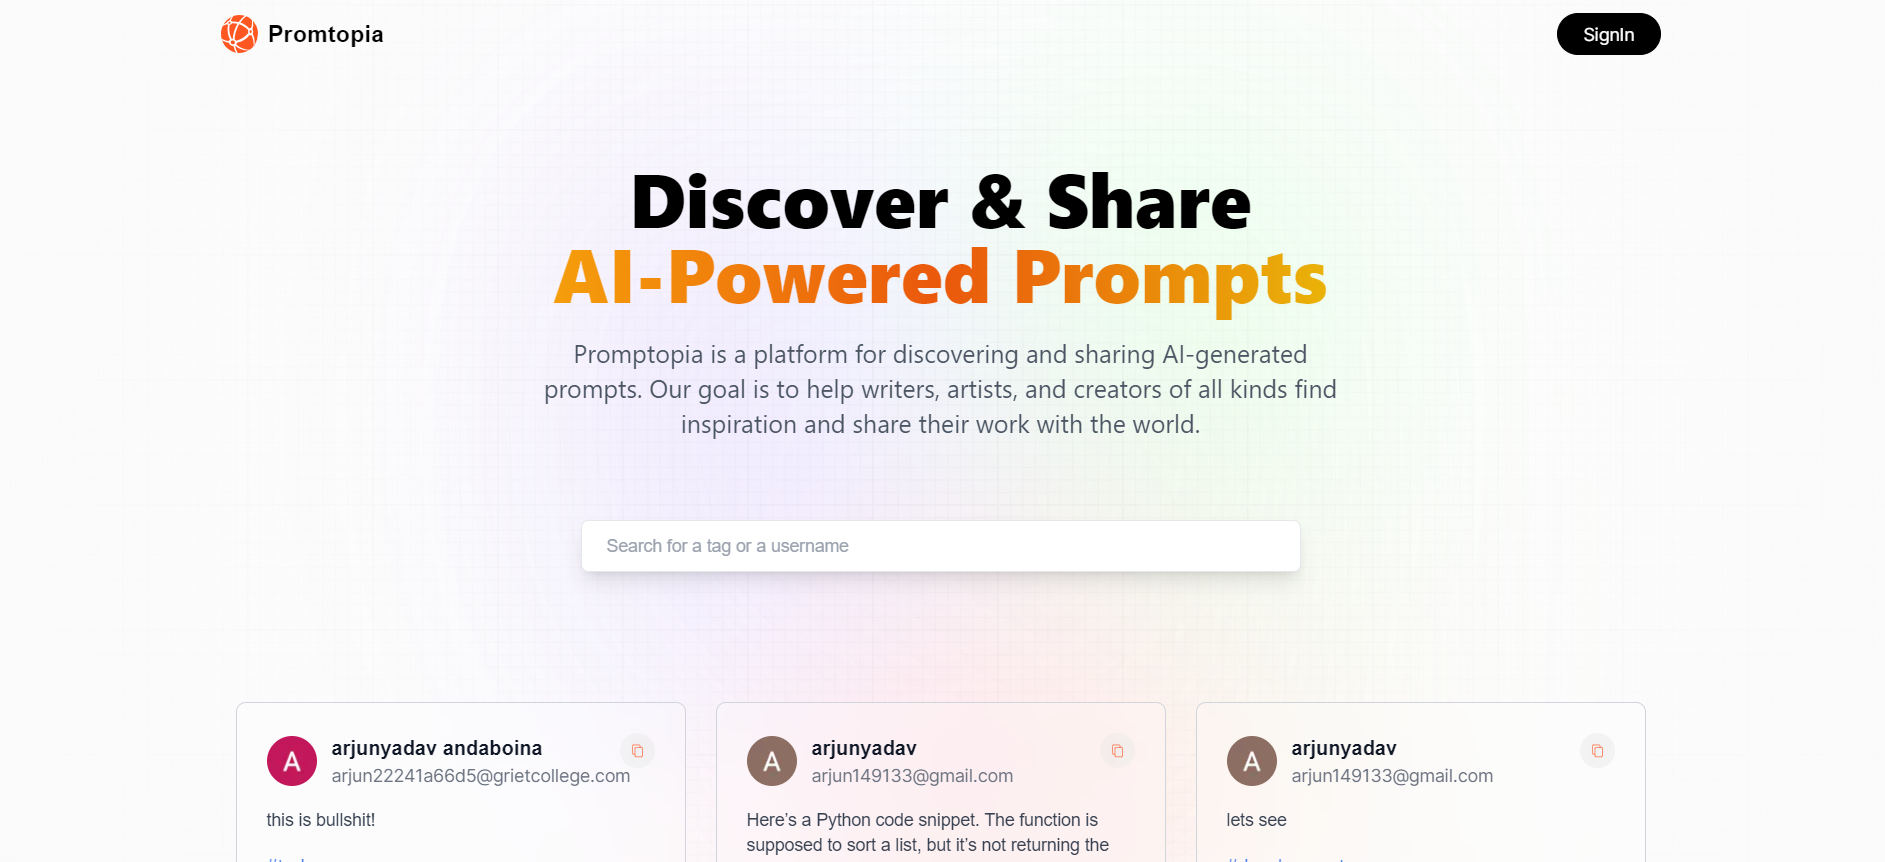 Promtopia
SignIn
Discover & Share
AI-Powered Prompts
Promptopia is a platform for discovering and sharing AI-generated
prompts. Our goal is to help writers, artists, and creators of all kinds find
inspiration and share their work with the world.
Search for a tag or a username
A
arjunyadav andaboina
arjun22241a66d5@grietcollege.com
this is bullshit!
A
arjunyadav
arjun149133@gmail.com
Here’s a Python code snippet. The function is
supposed to sort a list, but it’s not returning the
A
arjunyadav
arjun149133@gmail.com
lets see